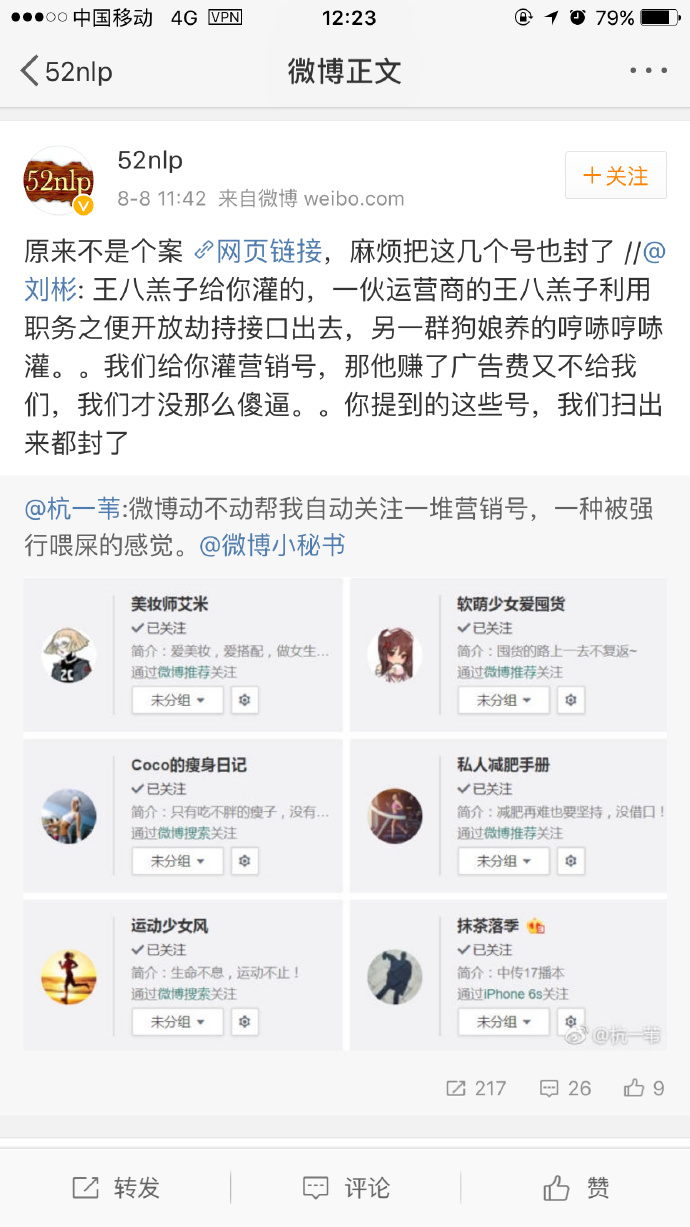 中国移动 4G VPN 12:23 79%
52nlp 微博正文
52nlp
52nlp
8-8 11:42 来自微博 weibo.com
+关注
原来不是个案 网页链接，麻烦把这几个号也封了 //@
刘彬: 王八羔子给你灌的，一伙运营商的王八羔子利用
职务之便开放劫持接口出去，另一群狗娘养的哼哧哼哧
灌。。我们给你灌营销号，那他赚了广告费又不给我
们，我们才没那么傻逼。。你提到的这些号，我们扫出
来都封了
@杭一苇:微博动不动帮我自动关注一堆营销号，一种被强
行喂屎的感觉。@微博小秘书
美妆师艾米
已关注
简介：爱美妆，爱搭配，做女生...
通过微博推荐关注
未分组
软萌少女爱囤货
已关注
简介：囤货的路上一去不复返~
通过微博推荐关注
未分组
Coco的瘦身日记
已关注
简介：只有吃不胖的瘦子，没有...
通过微博搜索关注
未分组
私人减肥手册
已关注
简介：减肥再难也要坚持，没借口！
通过微博推荐关注
未分组
运动少女风
已关注
简介：生命不息，运动不止！
通过微博搜索关注
未分组
抹茶落季
已关注
简介：中传17播本
通过iPhone 6s关注
未分组
@杭一苇
217 26 9
转发 评论 赞